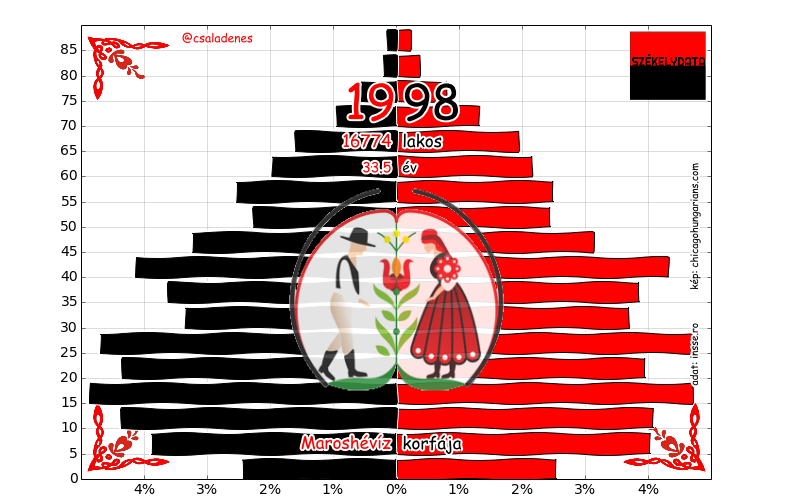 @csaladenes
SZÉKELYDATA
1998
16774 lakos
33.5 év
85
80
75
70
65
60
55
50
45
40
35
30
25
20
15
10
5
0
kép: chicagohungarians.com
adat: insse.ro
Maroshévíz korfája
4% 3% 2% 1% 0% 1% 2% 3% 4%